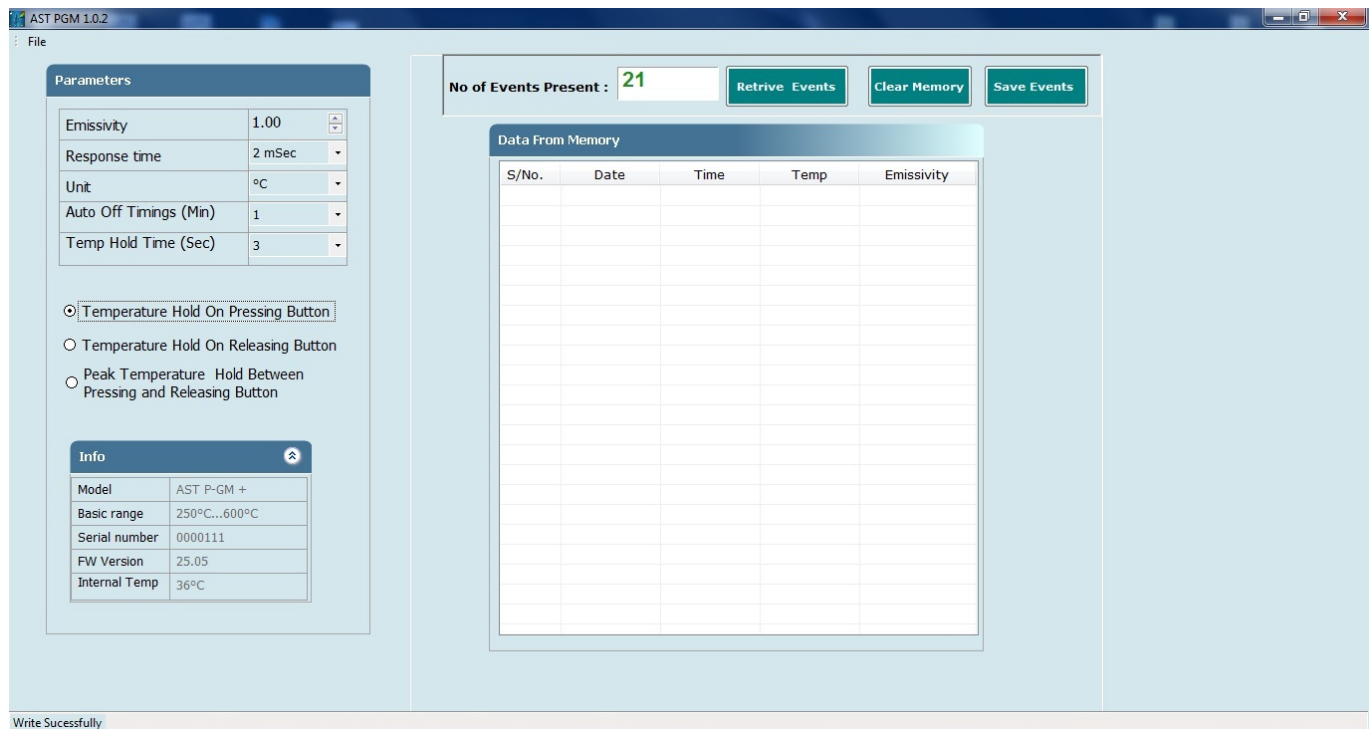 AST PGM 1.0.2
File
Parameters
Emissivity 1.00
Response time 2 mSec
Unit °C
Auto Off Timings (Min) 1
Temp Hold Time (Sec) 3
Temperature Hold On Pressing Button
Temperature Hold On Releasing Button
Peak Temperature Hold Between
Pressing and Releasing Button
Info
Model AST P-GM +
Basic range 250°C...600°C
Serial number 0000111
FW Version 25.05
Internal Temp 36°C
No of Events Present : 21 Retrive Events Clear Memory Save Events
Data From Memory
S/No. Date Time Temp Emissivity
Write Sucessfully